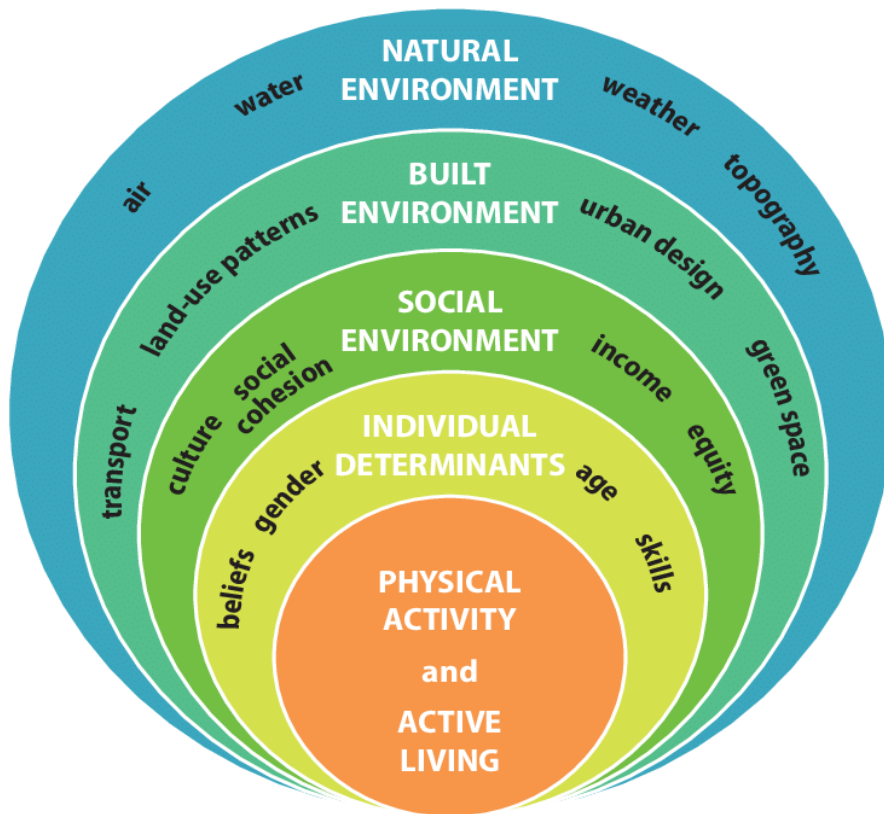 NATURAL
ENVIRONMENT
air
water
weather
topography
BUILT
ENVIRONMENT
transport
land-use patterns
urban design
green space
SOCIAL
ENVIRONMENT
culture
social
cohesion
income
equity
INDIVIDUAL
DETERMINANTS
beliefs
gender
age
skills
PHYSICAL
ACTIVITY
and
ACTIVE
LIVING